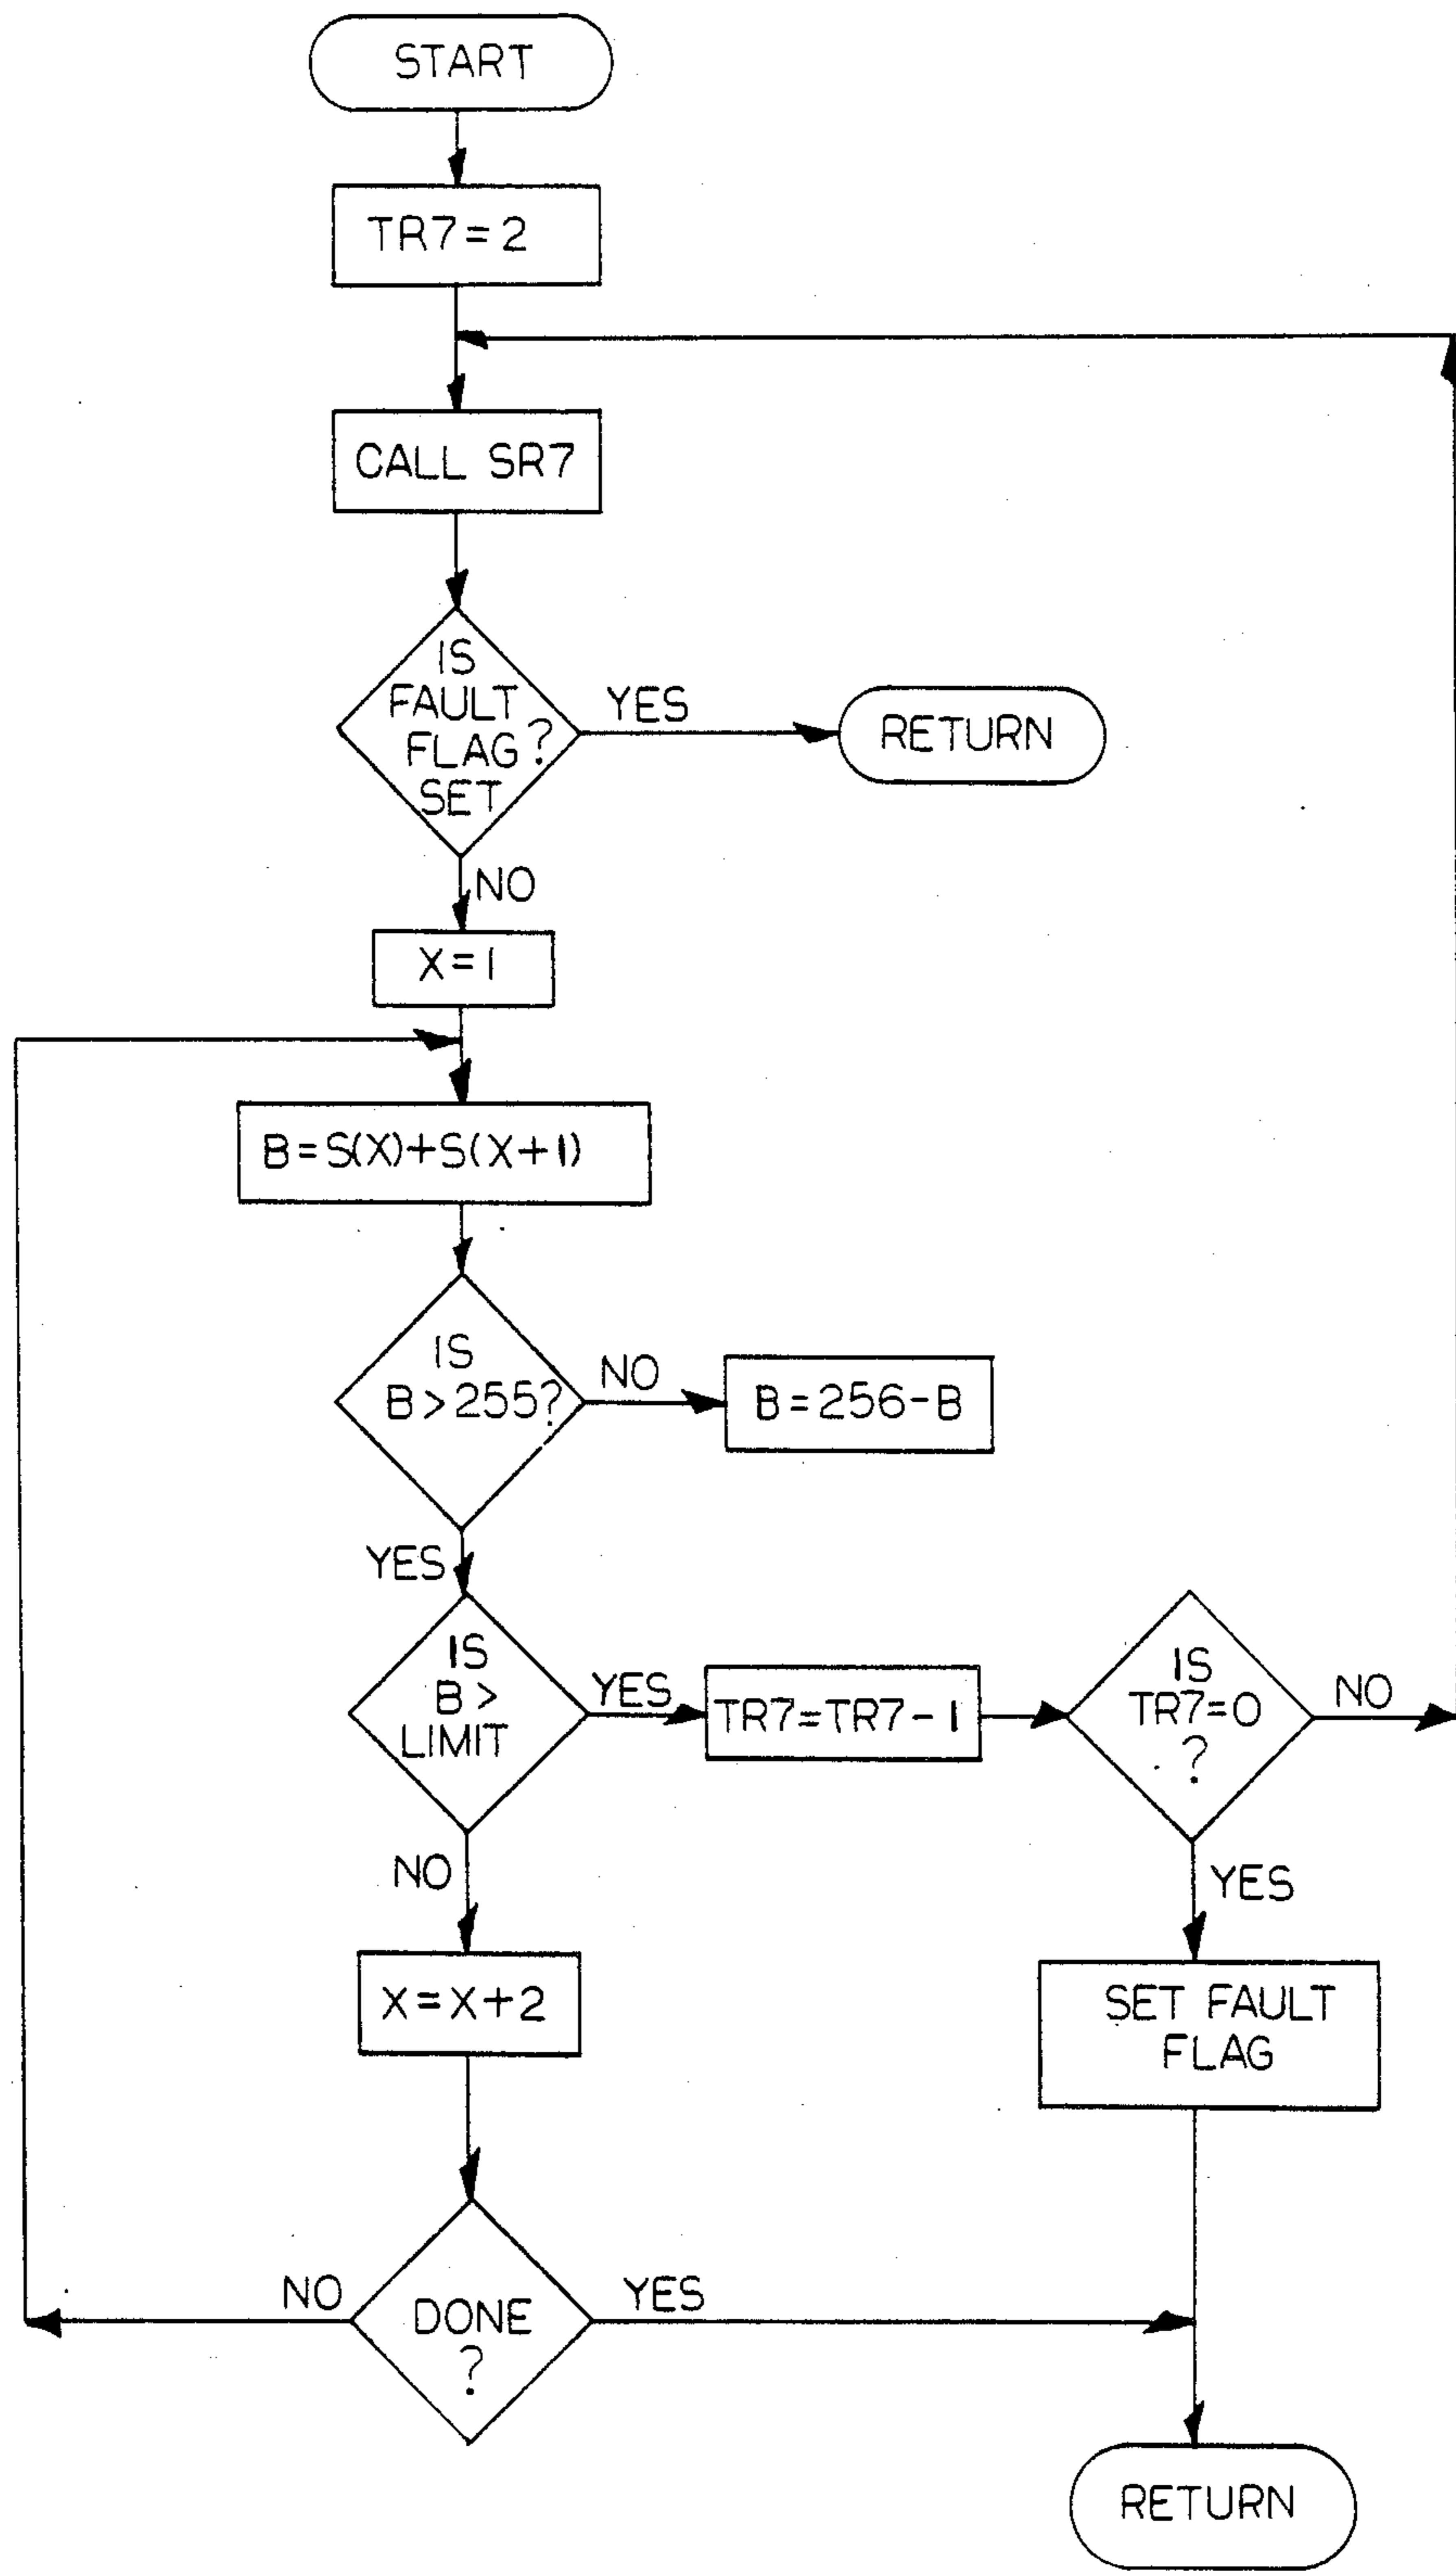 START
TR7=2
CALL SR7
IS
FAULT
FLAG ?
SET
YES
RETURN
NO
X=1
B=S(X)+S(X+1)
IS
B>255?
NO
B=256-B
YES
IS
B>
LIMIT
YES
TR7=TR7-1
IS
TR7=0
?
NO
NO
YES
X=X+2
SET FAULT
FLAG
NO
DONE
?
YES
RETURN